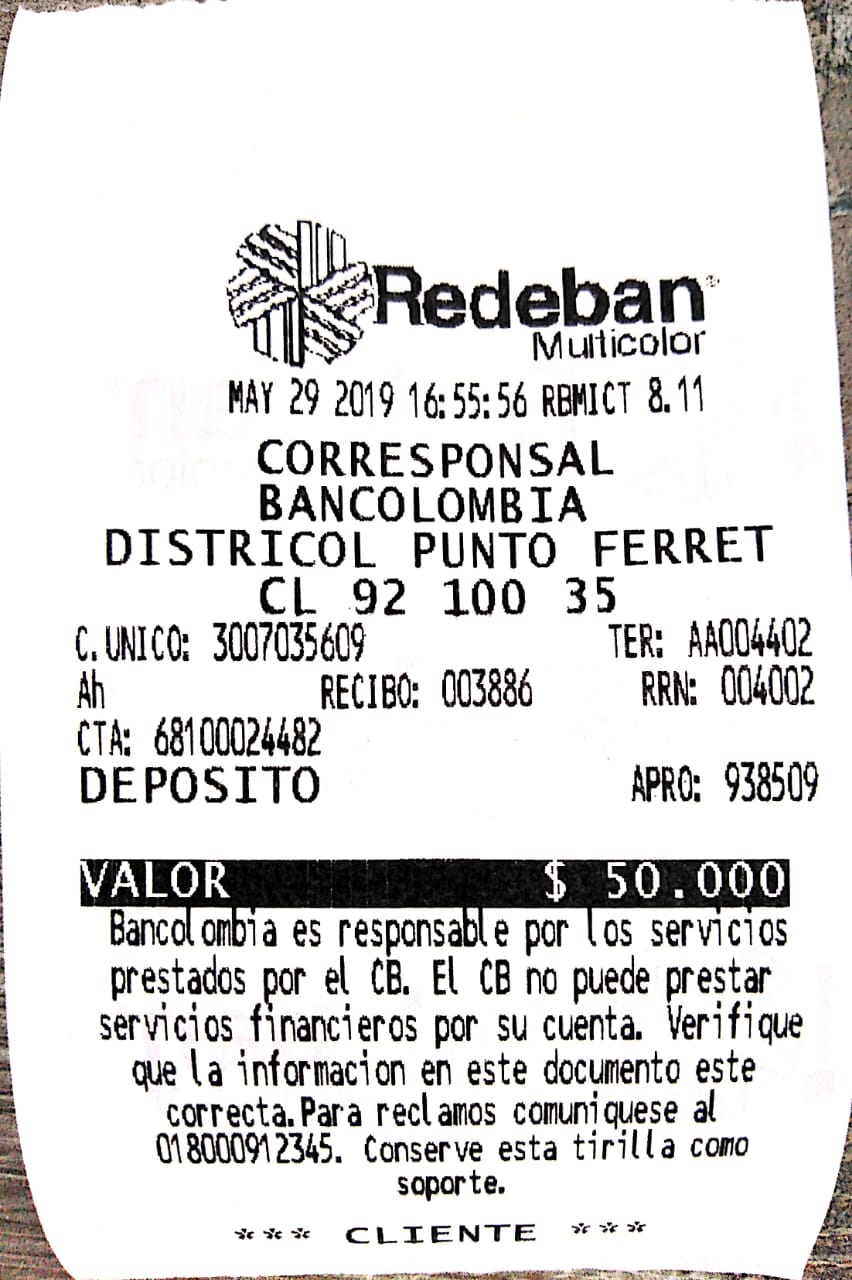 Redeban®
Multicolor
MAY 29 2019 16:55:56 RBMICT 8.11
CORRESPONSAL
BANCOLOMBIA
DISTRICOL PUNTO FERRET
CL 92 100 35
C.UNICO: 3007035609 TER: AA004402
Ah RECIBO: 003886 RRN: 004002
CTA: 68100024482
DEPOSITO APRO: 938509
VALOR $ 50.000
Bancolombia es responsable por los servicios
prestados por el CB. El CB no puede prestar
servicios financieros por su cuenta. Verifique
que la informacion en este documento este
correcta.Para reclamos comuniquese al
018000912345. Conserve esta tirilla como
soporte.
*** CLIENTE ***